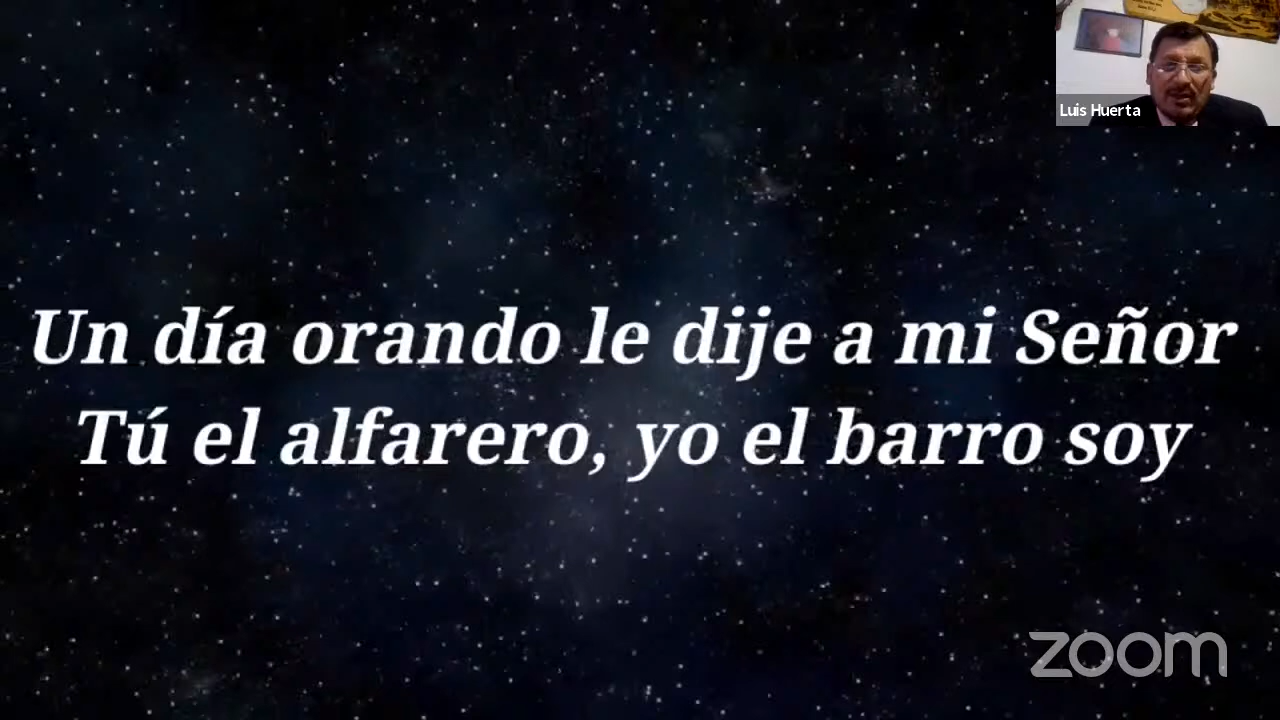 Luis Huerta
Un día orando le dije a mi Señor
Tú el alfarero, yo el barro soy
zoom